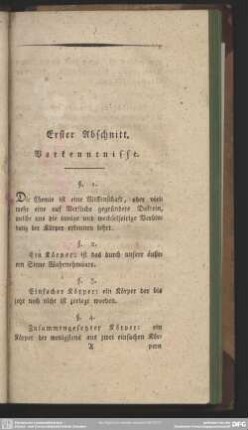 Erster Abschnitt.
Vorkenntnisse.
§. 1.
Die Chemie ist eine Wissenschaft, oder viel-
mehr eine auf Versuche gegründete Doktrin,
welche uns die innige und wechselseitige Verbin-
dung der Körper erkennen lehrt.
§. 2.
Ein Körper: ist das durch unsere äuße-
ren Sinne Wahrnehmbare.
§. 3.
Einfacher Körper: ein Körper der bis
jetzt noch nicht ist zerlegt worden.
§. 4.
Zusammengesetzter Körper: ein
Körper der wenigstens aus zwei einfachen Kör-
A pern